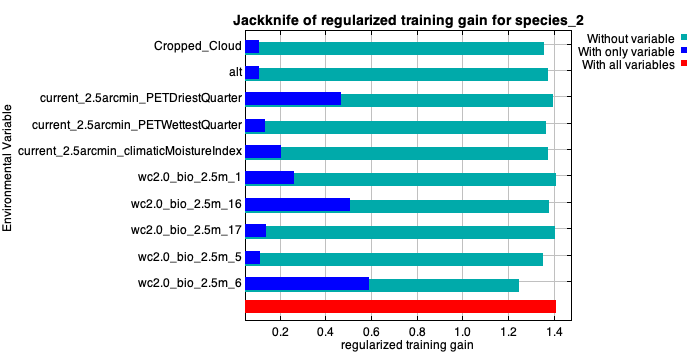 Jackknife of regularized training gain for species_2
Without variable
With only variable
With all variables
Environmental Variable
Cropped_Cloud
alt
current_2.5arcmin_PETDriestQuarter
current_2.5arcmin_PETWettestQuarter
current_2.5arcmin_climaticMoistureIndex
wc2.0_bio_2.5m_1
wc2.0_bio_2.5m_16
wc2.0_bio_2.5m_17
wc2.0_bio_2.5m_5
wc2.0_bio_2.5m_6
0.2 0.4 0.6 0.8 1.0 1.2 1.4
regularized training gain